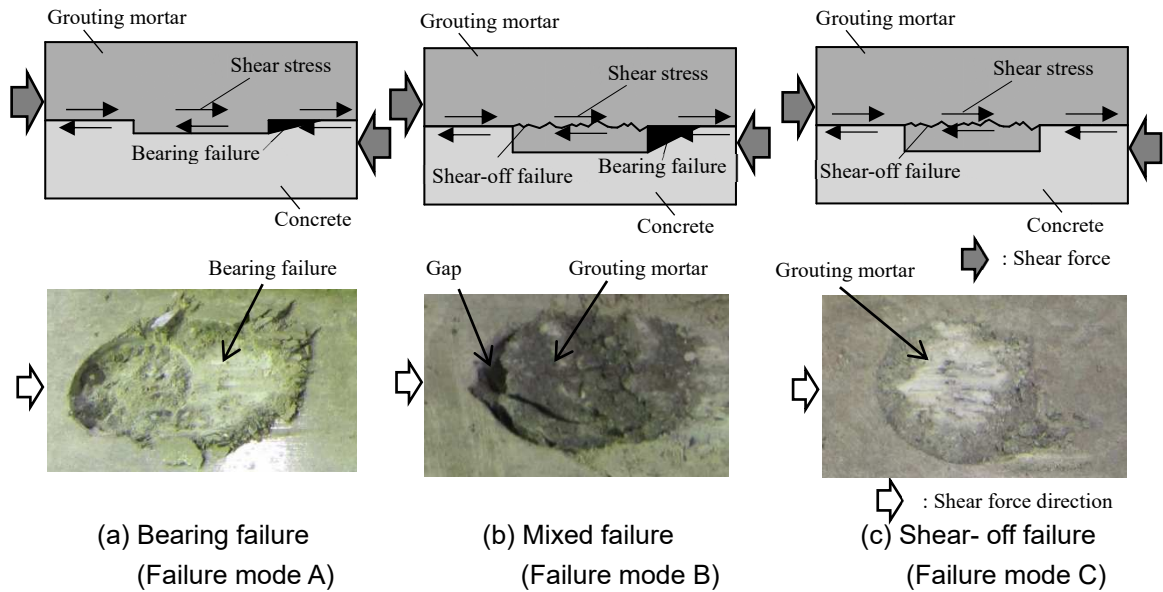 Grouting mortar
Shear stress
Bearing failure
Concrete
Grouting mortar
Shear stress
Shear-off failure
Bearing failure
Concrete
Grouting mortar
Shear stress
Shear-off failure
Concrete
: Shear force
Bearing failure
Gap
Grouting mortar
Grouting mortar
: Shear force direction
(a) Bearing failure
(Failure mode A)
(b) Mixed failure
(Failure mode B)
(c) Shear- off failure
(Failure mode C)